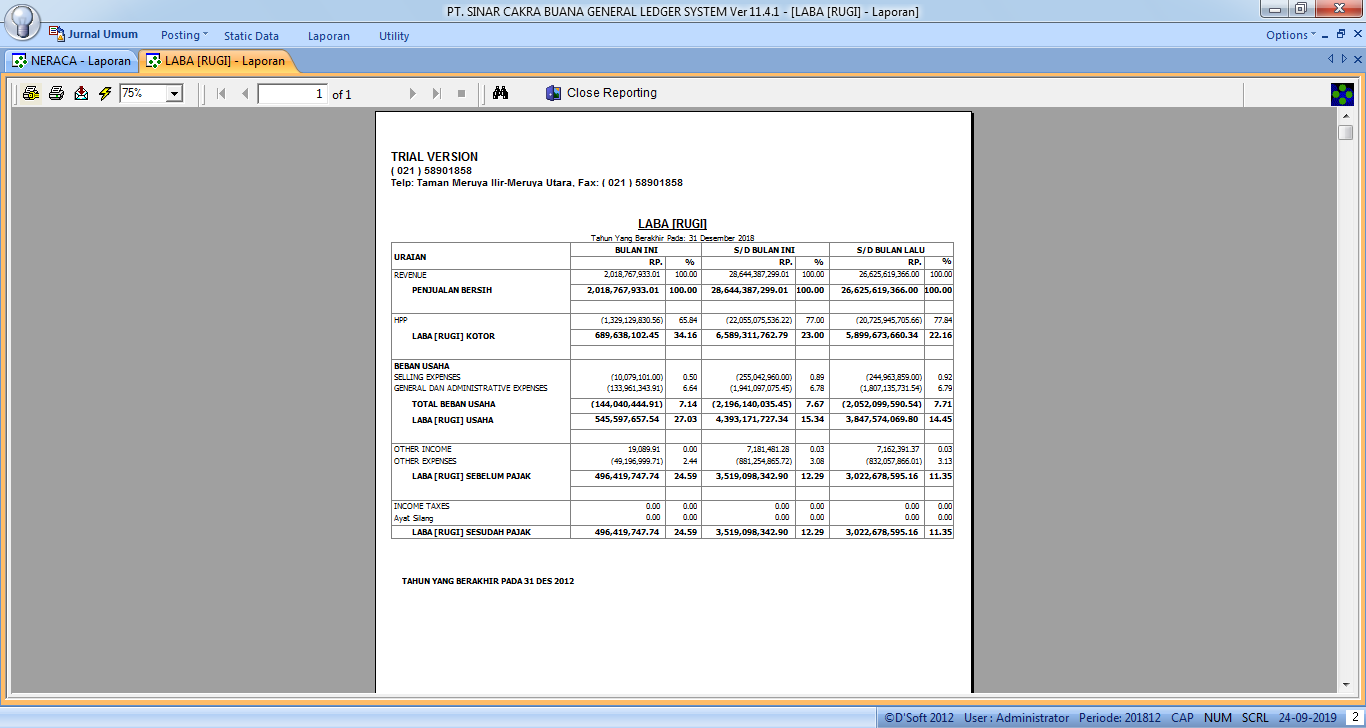 PT. SINAR CAKRA BUANA GENERAL LEDGER SYSTEM Ver 11.4.1 - [LABA [RUGI] - Laporan]
Jurnal Umum Posting Static Data Laporan Utility Options
NERACA - Laporan LABA [RUGI] - Laporan
75% 1 of 1 Close Reporting
TRIAL VERSION
( 021 ) 58901858
Telp: Taman Meruya Ilir-Meruya Utara, Fax: ( 021 ) 58901858
LABA [RUGI]
Tahun Yang Berakhir Pada: 31 Desember 2018
URAIAN BULAN INI S/D BULAN INI S/D BULAN LALU
RP. % RP. % RP. %
REVENUE 2,018,767,933.01 100.00 28,644,387,299.01 100.00 26,625,619,366.00 100.00
PENJUALAN BERSIH 2,018,767,933.01 100.00 28,644,387,299.01 100.00 26,625,619,366.00 100.00
HPP (1,329,129,830.56) 65.84 (22,055,075,536.22) 77.00 (20,725,945,705.66) 77.84
LABA [RUGI] KOTOR 689,638,102.45 34.16 6,589,311,762.79 23.00 5,899,673,660.34 22.16
BEBAN USAHA
SELLING EXPENSES (10,079,101.00) 0.50 (255,042,960.00) 0.89 (244,963,859.00) 0.92
GENERAL DAN ADMINISTRATIVE EXPENSES (133,961,343.91) 6.64 (1,941,097,075.45) 6.78 (1,807,135,731.54) 6.79
TOTAL BEBAN USAHA (144,040,444.91) 7.14 (2,196,140,035.45) 7.67 (2,052,099,590.54) 7.71
LABA [RUGI] USAHA 545,597,657.54 27.03 4,393,171,727.34 15.34 3,847,574,069.80 14.45
OTHER INCOME 19,089.91 0.00 7,181,481.28 0.03 7,162,391.37 0.03
OTHER EXPENSES (49,196,999.71) 2.44 (881,254,865.72) 3.08 (832,057,866.01) 3.13
LABA [RUGI] SEBELUM PAJAK 496,419,747.74 24.59 3,519,098,342.90 12.29 3,022,678,595.16 11.35
INCOME TAXES 0.00 0.00 0.00 0.00 0.00 0.00
Ayat Silang 0.00 0.00 0.00 0.00 0.00 0.00
LABA [RUGI] SESUDAH PAJAK 496,419,747.74 24.59 3,519,098,342.90 12.29 3,022,678,595.16 11.35
TAHUN YANG BERAKHIR PADA 31 DES 2012
©D'Soft 2012 User : Administrator Periode: 201812 CAP NUM SCRL 24-09-2019 2